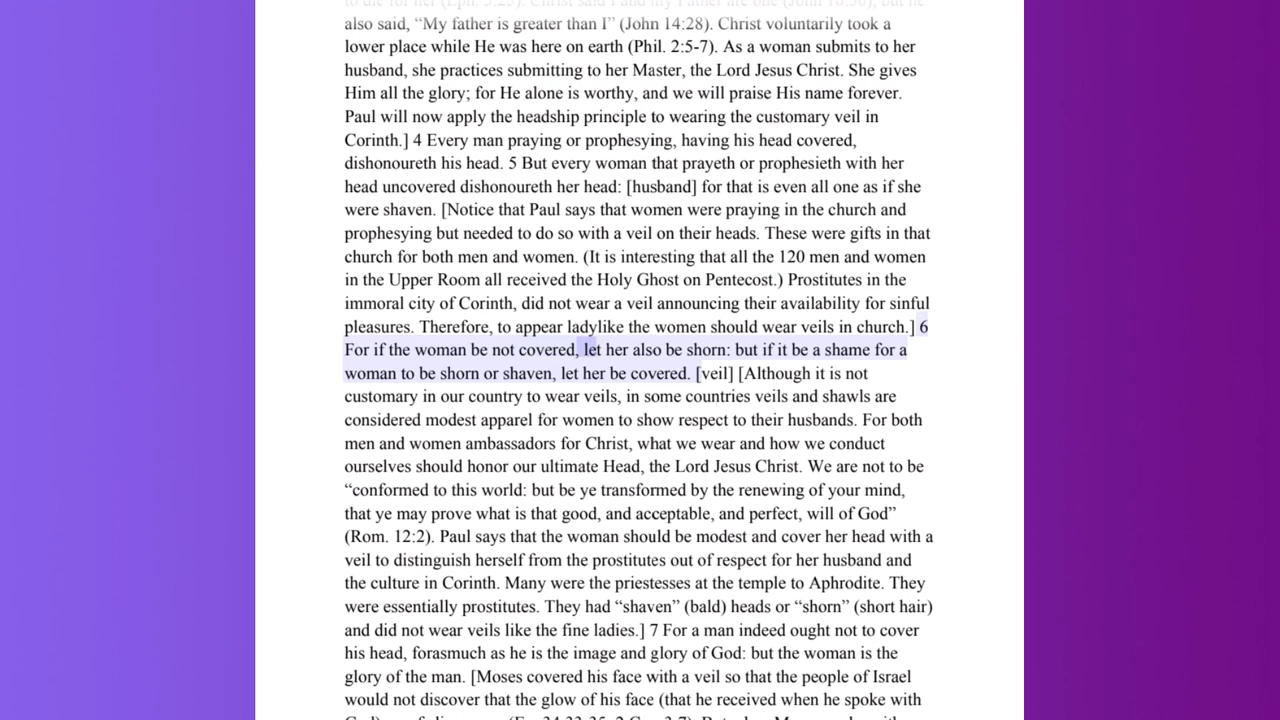 to die for her (Eph. 5:25). Christ said I and my Father are one (John 10:30), but he
also said, “My father is greater than I” (John 14:28). Christ voluntarily took a
lower place while He was here on earth (Phil. 2:5-7). As a woman submits to her
husband, she practices submitting to her Master, the Lord Jesus Christ. She gives
Him all the glory; for He alone is worthy, and we will praise His name forever.
Paul will now apply the headship principle to wearing the customary veil in
Corinth.] 4 Every man praying or prophesying, having his head covered,
dishonoureth his head. 5 But every woman that prayeth or prophesieth with her
head uncovered dishonoureth her head: [husband] for that is even all one as if she
were shaven. [Notice that Paul says that women were praying in the church and
prophesying but needed to do so with a veil on their heads. These were gifts in that
church for both men and women. (It is interesting that all the 120 men and women
in the Upper Room all received the Holy Ghost on Pentecost.) Prostitutes in the
immoral city of Corinth, did not wear a veil announcing their availability for sinful
pleasures. Therefore, to appear ladylike the women should wear veils in church.] 6
For if the woman be not covered, let her also be shorn: but if it be a shame for a
woman to be shorn or shaven, let her be covered. [veil] [Although it is not
customary in our country to wear veils, in some countries veils and shawls are
considered modest apparel for women to show respect to their husbands. For both
men and women ambassadors for Christ, what we wear and how we conduct
ourselves should honor our ultimate Head, the Lord Jesus Christ. We are not to be
“conformed to this world: but be ye transformed by the renewing of your mind,
that ye may prove what is that good, and acceptable, and perfect, will of God”
(Rom. 12:2). Paul says that the woman should be modest and cover her head with a
veil to distinguish herself from the prostitutes out of respect for her husband and
the culture in Corinth. Many were the priestesses at the temple to Aphrodite. They
were essentially prostitutes. They had “shaven” (bald) heads or “shorn” (short hair)
and did not wear veils like the fine ladies.] 7 For a man indeed ought not to cover
his head, forasmuch as he is the image and glory of God: but the woman is the
glory of the man. [Moses covered his face with a veil so that the people of Israel
would not discover that the glow of his face (that he received when he spoke with